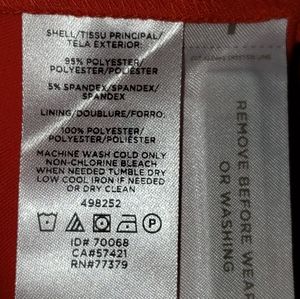 SHELL/TISSU PRINCIPAL/
TELA EXTERIOR:
95% POLYESTER/
POLYESTER/POLIÉSTER
5% SPANDEX/SPANDEX/
SPANDEX
LINING/DOUBLURE/FORRO:
100% POLYESTER/
POLYESTER/POLIÉSTER
MACHINE WASH COLD ONLY
NON-CHLORINE BLEACH
WHEN NEEDED TUMBLE DRY
LOW COOL IRON IF NEEDED
OR DRY CLEAN
498252
ID# 70068
CA#57421
RN#77379
REMOVE BEFORE WEAR
OR WASHING